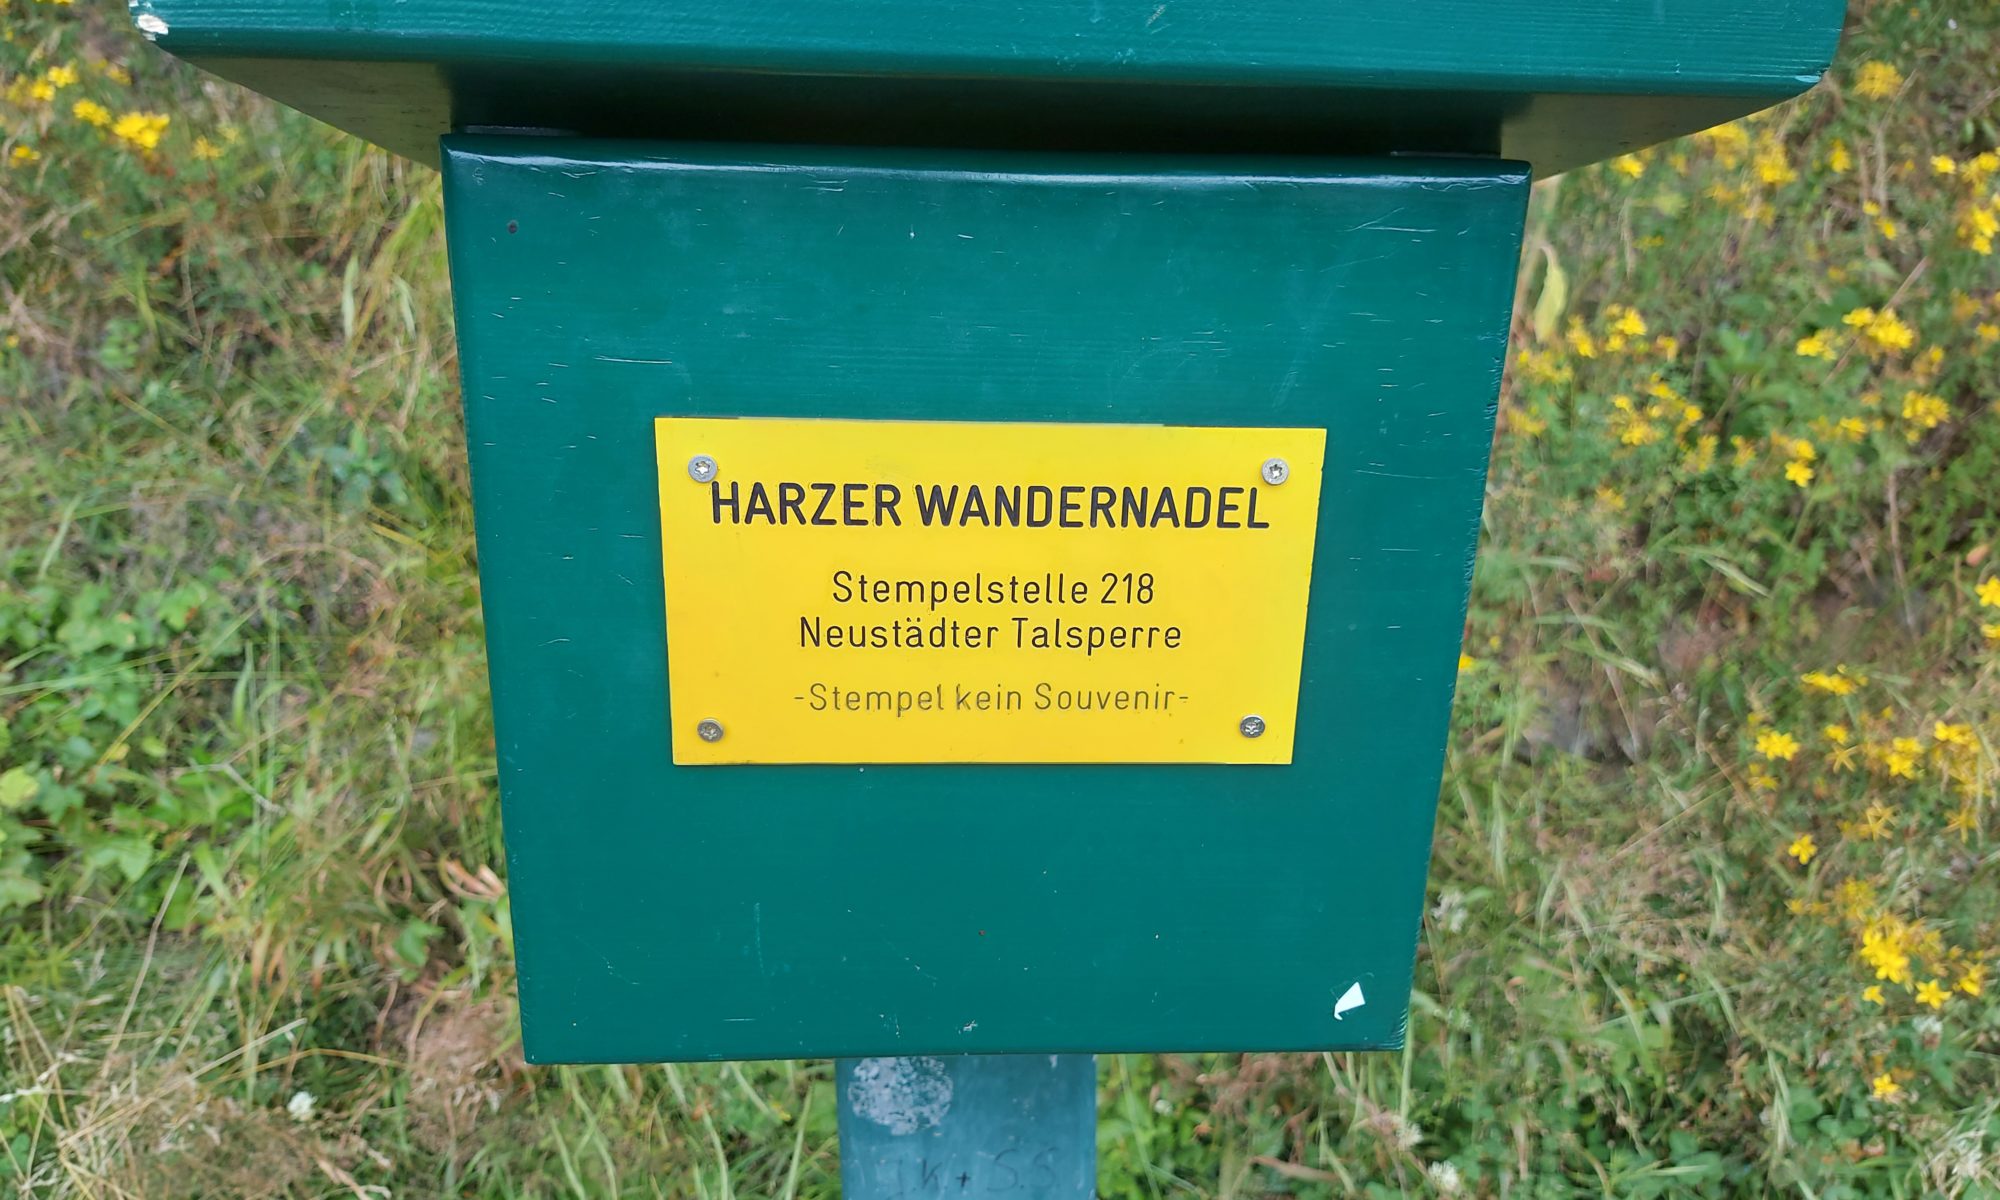 HARZER WANDERNADEL
Stempelstelle 218
Neustädter Talsperre
-Stempel kein Souvenir-
J.K + S.S